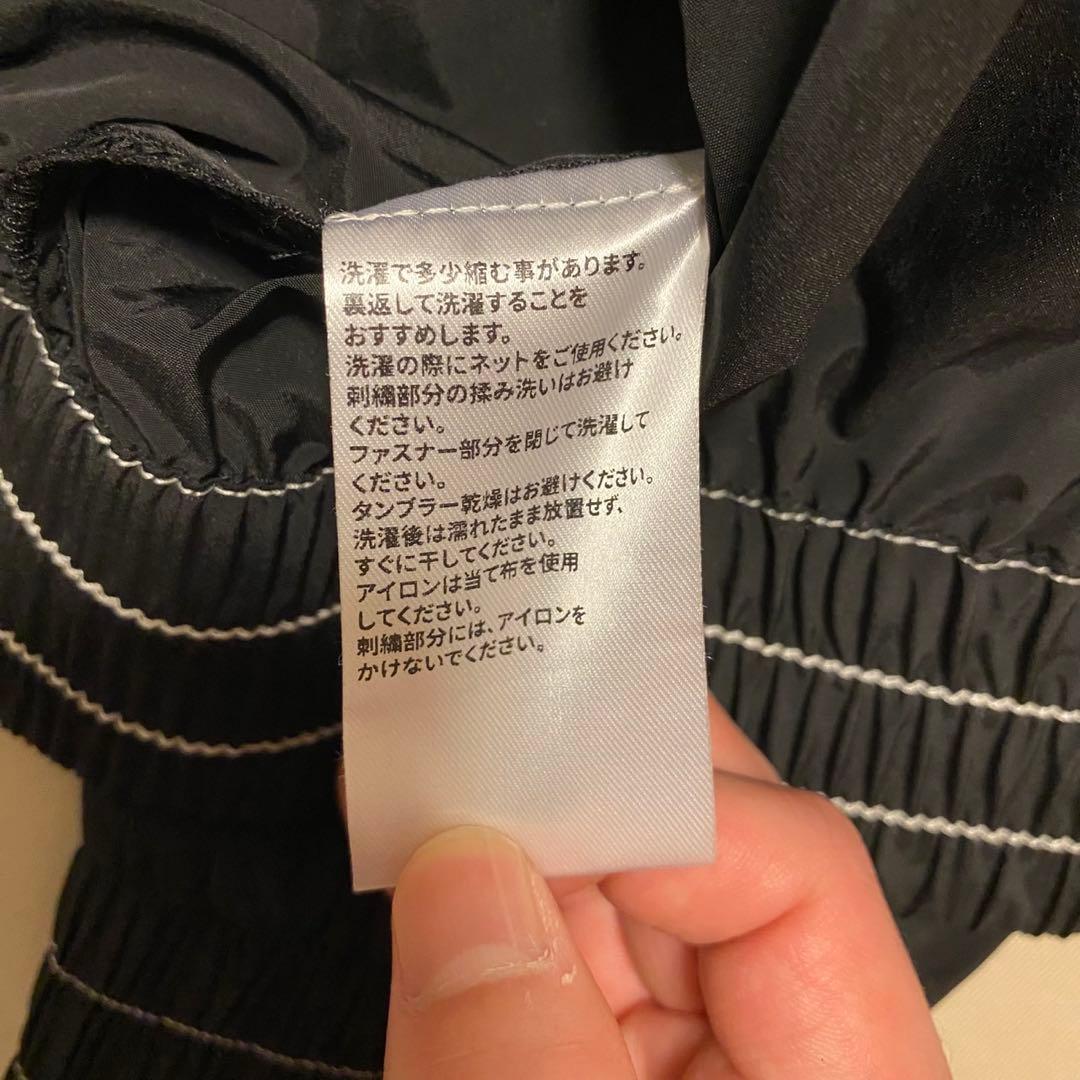 洗濯で多少縮む事があります。
裏返して洗濯することを
おすすめします。
洗濯の際にネットをご使用ください。
刺繍部分の揉み洗いはお避け
ください。
ファスナー部分を閉じて洗濯して
ください。
タンブラー乾燥はお避けください。
洗濯後は濡れたまま放置せず、
すぐに干してください。
アイロンは当て布を使用
してください。
刺繍部分には、アイロンを
かけないでください。